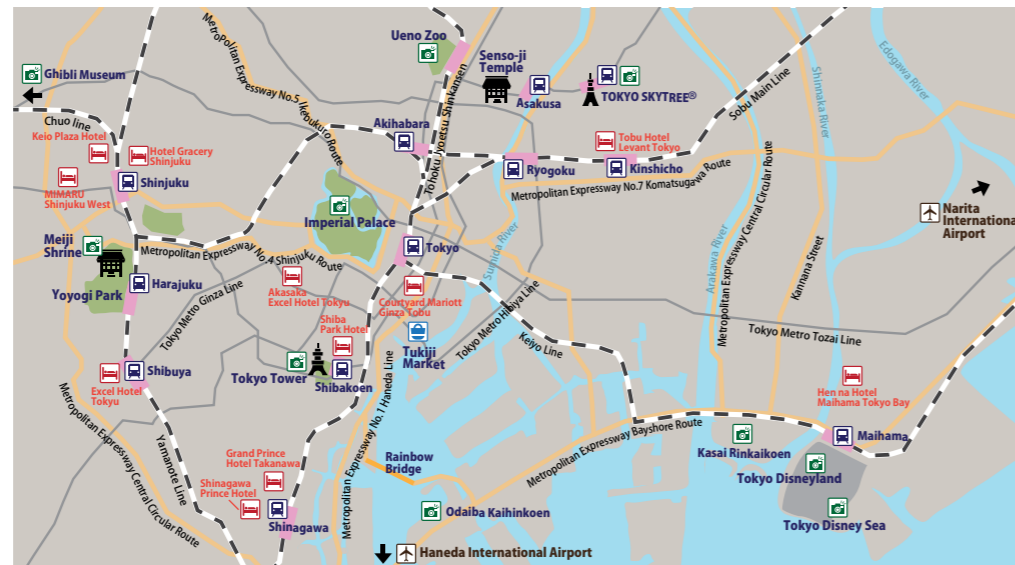 Ueno Zoo
Senso-ji
Temple
Ghibli Museum
Asakusa
TOKYO SKYTREE®
Metropolitan Expressway No.5 Ikebukuro Route
Tohoku Jyoetsu Shinkansen
Sobu Main Line
Edogawa River
Shinnaka River
Chuo line
Keio Plaza Hotel
Hotel Gracery
Shinjuku
Akihabara
Tobu Hotel
Levant Tokyo
Ryogoku
Kinshicho
Metropolitan Expressway No.7 Komatsugawa Route
Shinjuku
MIMARU
Shinjuku West
Imperial Palace
Narita
International
Airport
Meiji
Shrine
Metropolitan Expressway No.4 Shinjuku Route
Tokyo
Sumida River
Arakawa River
Metropolitan Expressway Central Circular Route
Kannana Street
Yoyogi Park
Harajuku
Tokyo Metro Ginza Line
Akasaka
Excel Hotel Tokyu
Courtyard Mariott
Ginza Tobu
Shiba
Park Hotel
Tukiji
Market
Tokyo Metro Hibiya Line
Keiyo Line
Tokyo Metro Tozai Line
Tokyo Tower
Shibakoen
Shibuya
Excel Hotel
Tokyu
Hen na Hotel
Maihama Tokyo Bay
Metropolitan Expressway Central Circular Route
Yamanote Line
Metropolitan Expressway No.1 Haneda Line
Metropolitan Expressway Bayshore Route
Maihama
Kasai Rinkaikoen
Tokyo Disneyland
Rainbow
Bridge
Grand Prince
Hotel Takanawa
Shinagawa
Prince Hotel
Shinagawa
Odaiba Kaihinkoen
Tokyo Disney Sea
Haneda International Airport